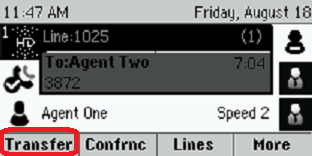 11:47 AM Friday, August 18
1 HD Line:1025 (1)
To:Agent Two 7:04
3872
Agent One Speed 2
Transfer Confrnc Lines More